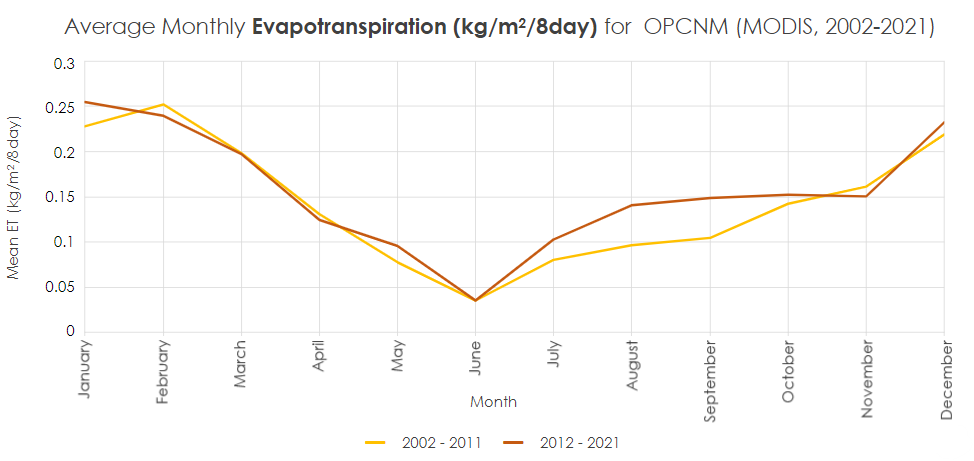 Average Monthly Evapotranspiration (kg/m²/8day) for OPCNM (MODIS, 2002-2021)
0.3
0.25
0.2
0.15
0.1
0.05
0
Mean ET (kg/m²/8day)
January
February
March
April
May
June
July
August
September
October
November
December
Month
2002 - 2011
2012 - 2021